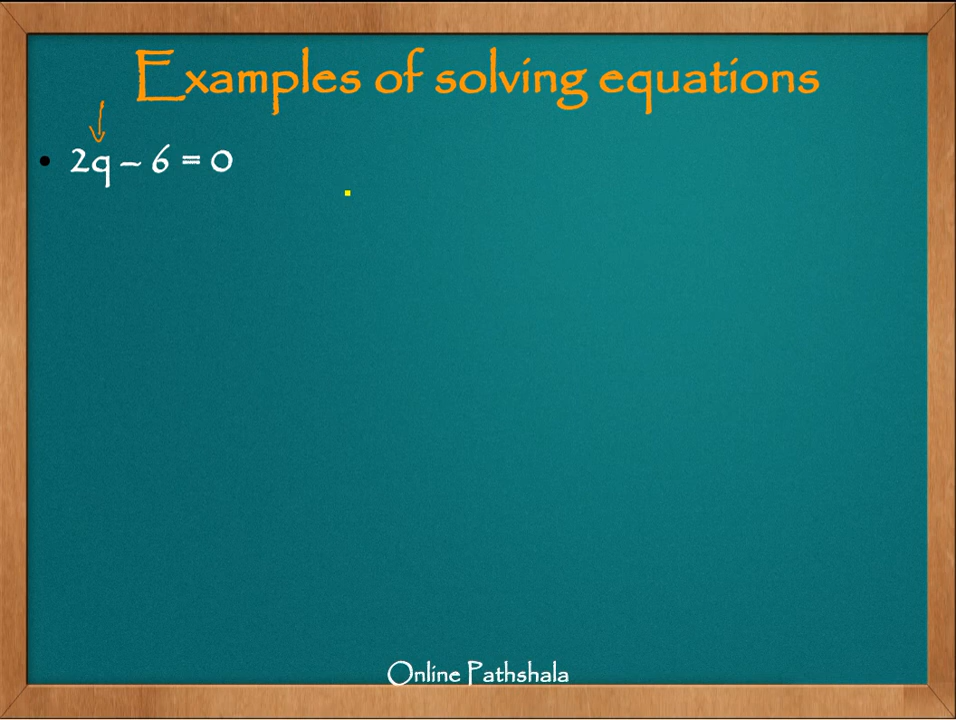 Examples of solving equations
• 2q – 6 = 0
Online Pathshala